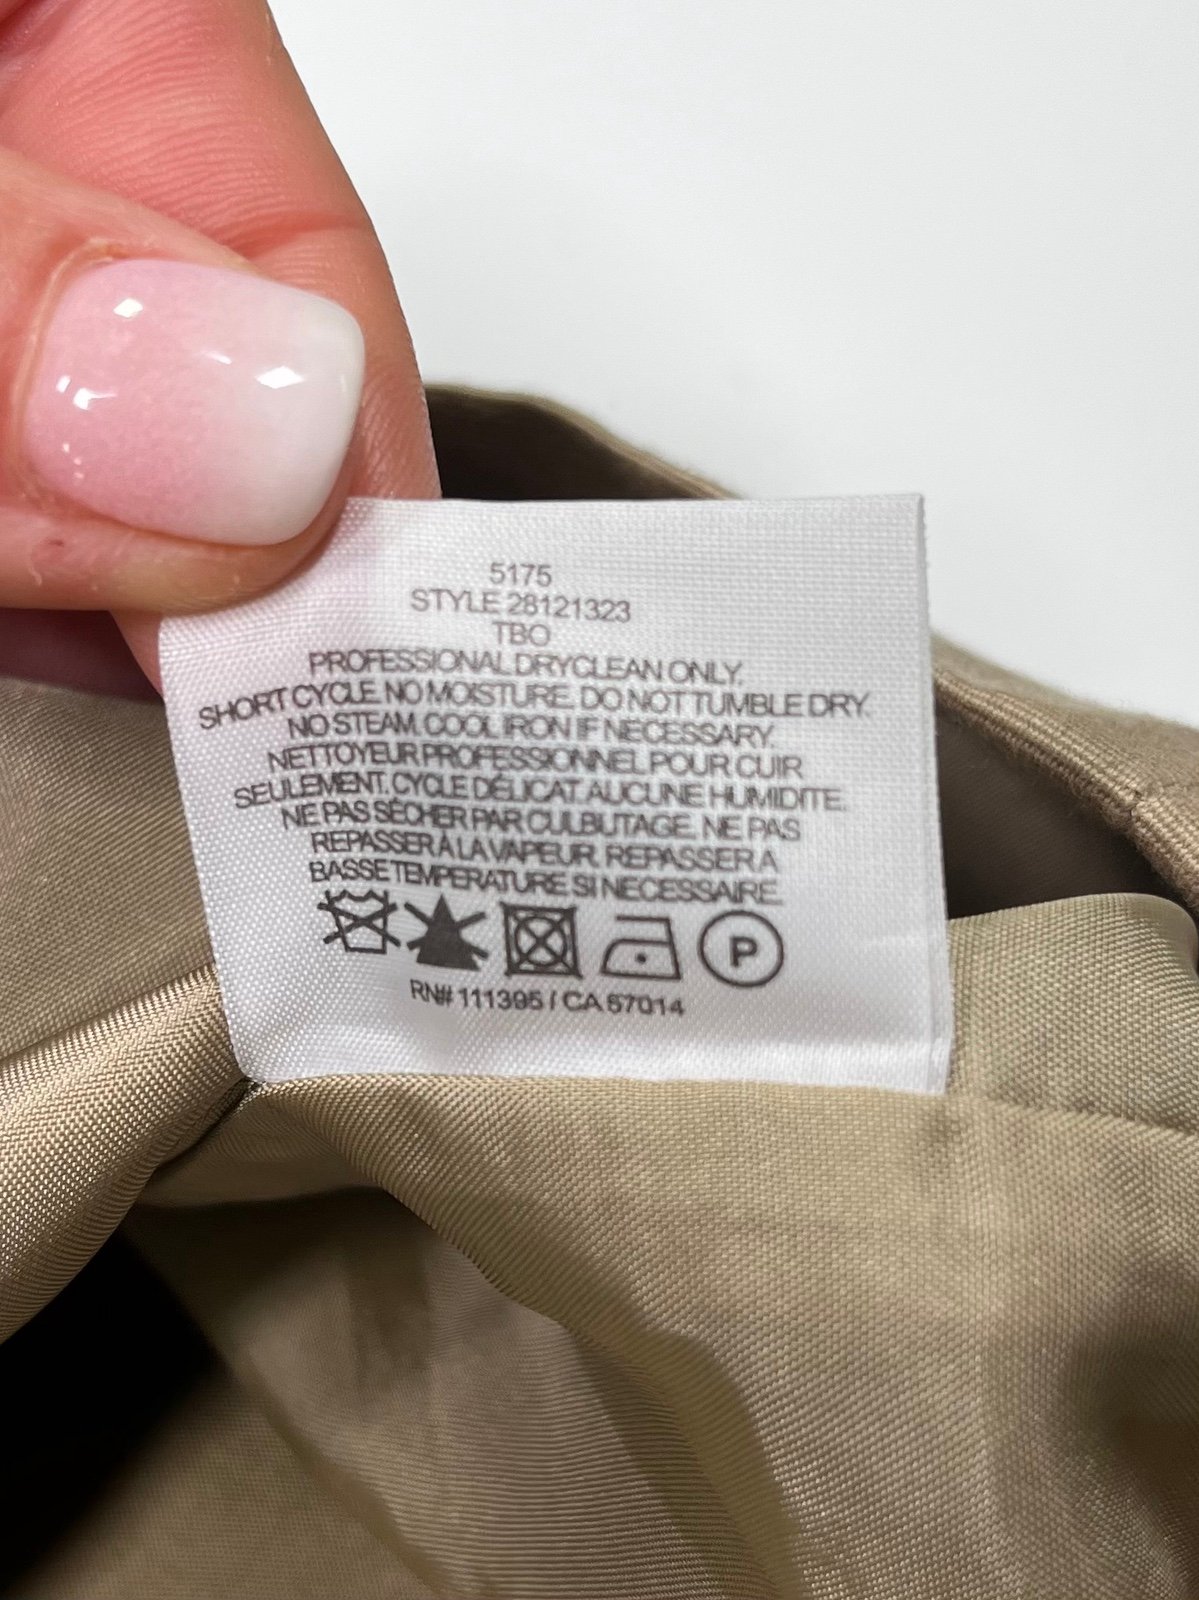 5175
STYLE 28121323
TBO
PROFESSIONAL DRYCLEAN ONLY.
SHORT CYCLE. NO MOISTURE. DO NOT TUMBLE DRY.
NO STEAM. COOL IRON IF NECESSARY.
NETTOYEUR PROFESSIONNEL POUR CUIR
SEULEMENT. CYCLE DÉLICAT. AUCUNE HUMIDITE.
NE PAS SÉCHER PAR CULBUTAGE. NE PAS
REPASSER À LA VAPEUR. REPASSER A
BASSE TEMPERATURE SI NECESSAIRE.
P
RN# 111395 / CA 57014